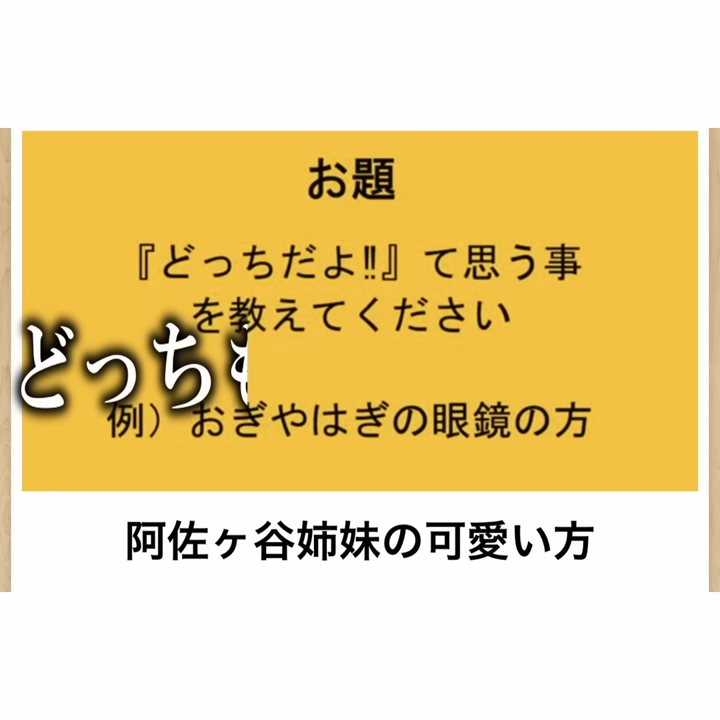 お題
『どっちだよ‼』て思う事
を教えてください
どっち
例）おぎやはぎの眼鏡の方
阿佐ヶ谷姉妹の可愛い方